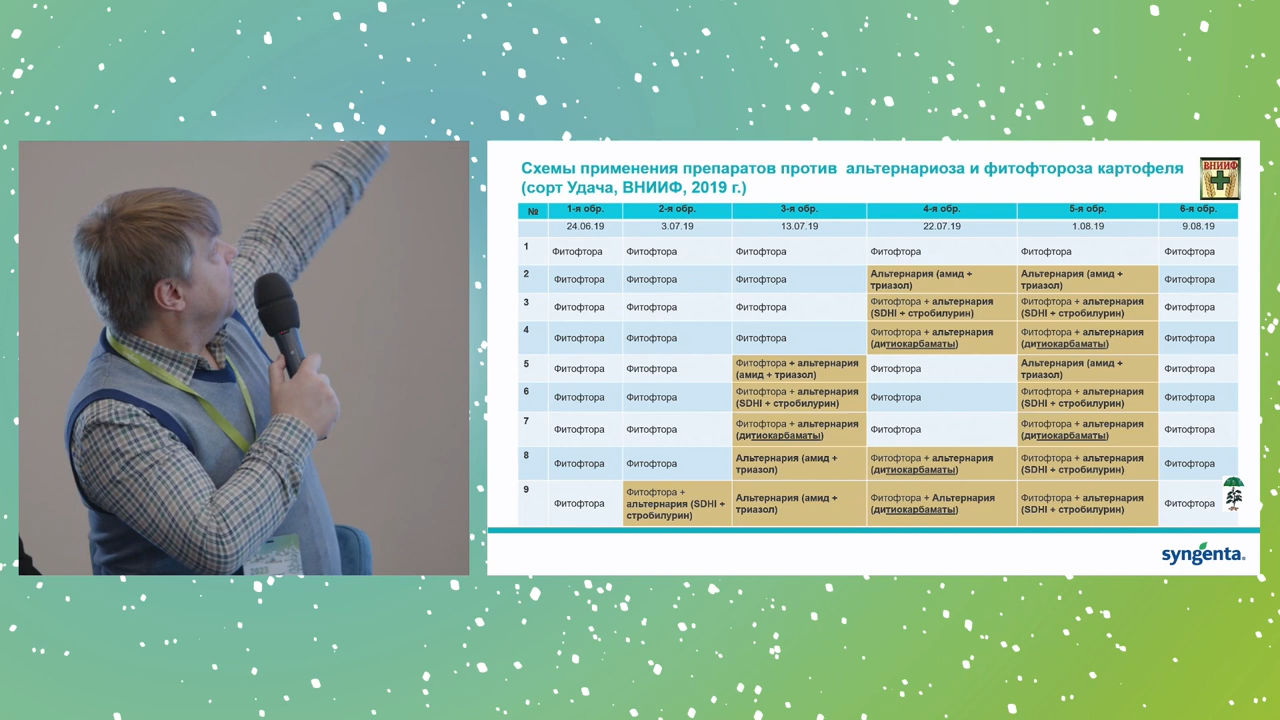 Схемы применения препаратов против альтернариоза и фитофтороза картофеля
(сорт Удача, ВНИИФ, 2019 г.)
ВНИИФ
№ 1-я обр. 2-я обр. 3-я обр. 4-я обр. 5-я обр. 6-я обр.
24.06.19 3.07.19 13.07.19 22.07.19 1.08.19 9.08.19
1 Фитофтора Фитофтора Фитофтора Фитофтора Фитофтора Фитофтора
2 Фитофтора Фитофтора Фитофтора Альтернария (амид + Альтернария (амид + Фитофтора
триазол) триазол)
3 Фитофтора Фитофтора Фитофтора Фитофтора + альтернария Фитофтора + альтернария Фитофтора
(SDHI + стробилурин) (SDHI + стробилурин)
4 Фитофтора Фитофтора Фитофтора Фитофтора + альтернария Фитофтора + альтернария Фитофтора
(дитиокарбаматы) (дитиокарбаматы)
5 Фитофтора Фитофтора Фитофтора + альтернария Фитофтора Альтернария (амид + Фитофтора
(амид + триазол) триазол)
6 Фитофтора Фитофтора Фитофтора + альтернария Фитофтора Фитофтора + альтернария Фитофтора
(SDHI + стробилурин) (SDHI + стробилурин)
7 Фитофтора Фитофтора Фитофтора + альтернария Фитофтора Фитофтора + альтернария Фитофтора
(дитиокарбаматы) (дитиокарбаматы)
8 Фитофтора Фитофтора Альтернария (амид + Фитофтора + альтернария Фитофтора + альтернария Фитофтора
триазол) (дитиокарбаматы) (SDHI + стробилурин)
9 Фитофтора Фитофтора + Альтернария (амид + Фитофтора + Альтернария Фитофтора + альтернария Фитофтора
альтернария (SDHI + триазол) (дитиокарбаматы) (SDHI + стробилурин)
стробилурин)
syngenta
2023